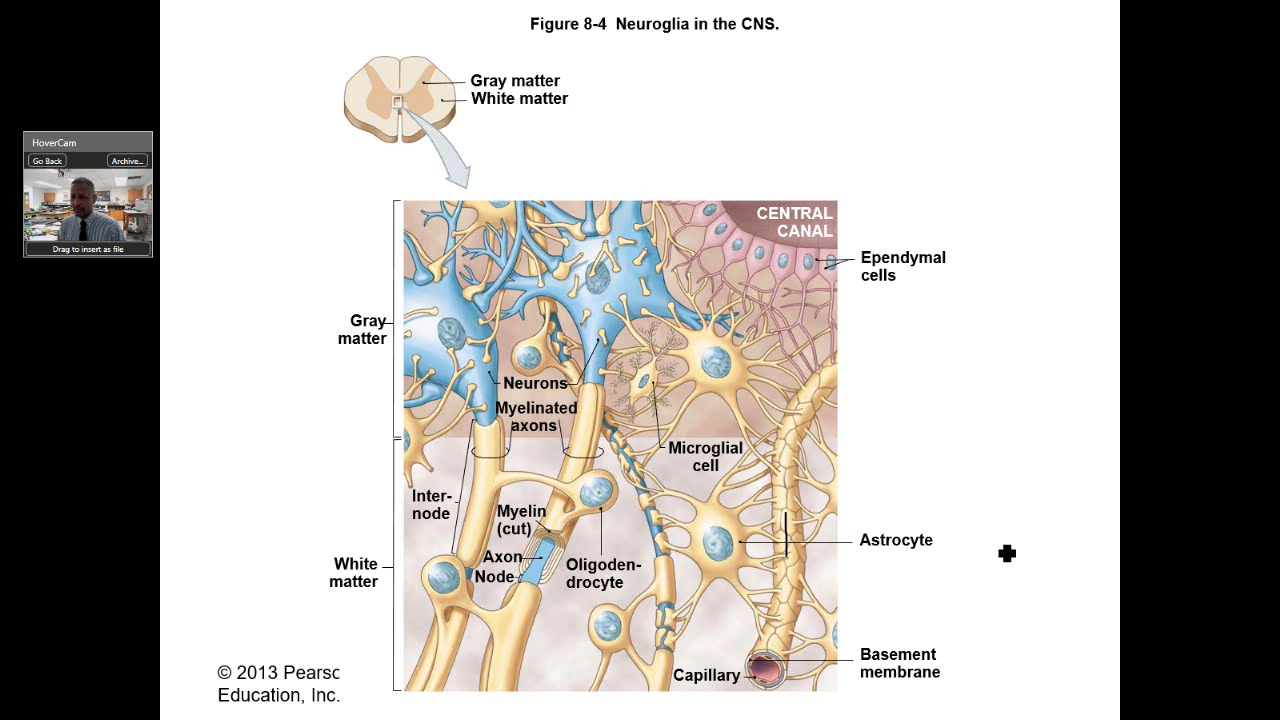 Figure 8-4 Neuroglia in the CNS.
Gray matter
White matter
HoverCam
Go Back
Archive...
Drag to insert as file
CENTRAL
CANAL
Ependymal
cells
Gray
matter
Neurons
Myelinated
axons
Microglial
cell
Inter-
node
Myelin
(cut)
Axon
Node
Oligoden-
drocyte
Astrocyte
White
matter
Basement
membrane
Capillary
© 2013 Pearsc
Education, Inc.